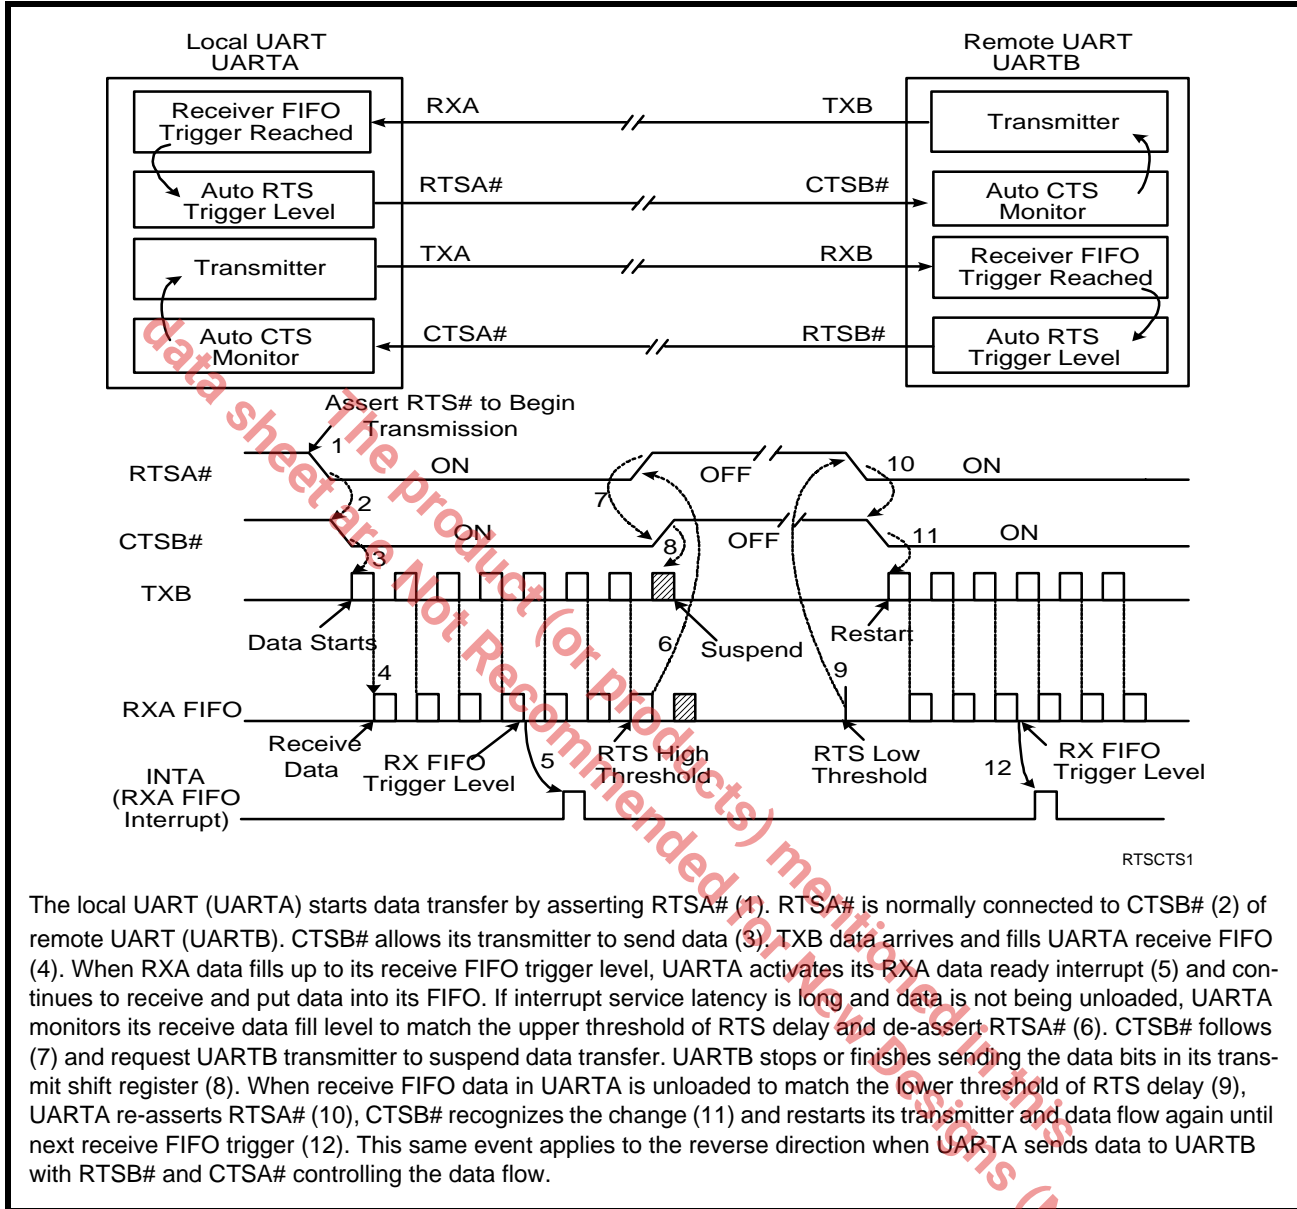 Local UART
UARTA
Remote UART
UARTB
Receiver FIFO
Trigger Reached
RXA
TXB
Transmitter
Auto RTS
Trigger Level
RTSA#
CTSB#
Auto CTS
Monitor
Transmitter
TXA
RXB
Receiver FIFO
Trigger Reached
Auto CTS
Monitor
CTSA#
RTSB#
Auto RTS
Trigger Level
Assert RTS# to Begin
Transmission
1
RTSA#
ON
OFF
10
ON
2
7
CTSB#
ON
8
OFF
11
ON
3
TXB
Data Starts
6
Suspend
Restart
4
9
RXA FIFO
Receive
Data
RX FIFO
Trigger Level
5
RTS High
Threshold
RTS Low
Threshold
12
RX FIFO
Trigger Level
INTA
(RXA FIFO
Interrupt)
RTSCTS1
The local UART (UARTA) starts data transfer by asserting RTSA# (1). RTSA# is normally connected to CTSB# (2) of
remote UART (UARTB). CTSB# allows its transmitter to send data (3). TXB data arrives and fills UARTA receive FIFO
(4). When RXA data fills up to its receive FIFO trigger level, UARTA activates its RXA data ready interrupt (5) and con-
tinues to receive and put data into its FIFO. If interrupt service latency is long and data is not being unloaded, UARTA
monitors its receive data fill level to match the upper threshold of RTS delay and de-assert RTSA# (6). CTSB# follows
(7) and request UARTB transmitter to suspend data transfer. UARTB stops or finishes sending the data bits in its trans-
mit shift register (8). When receive FIFO data in UARTA is unloaded to match the lower threshold of RTS delay (9),
UARTA re-asserts RTSA# (10), CTSB# recognizes the change (11) and restarts its transmitter and data flow again until
next receive FIFO trigger (12). This same event applies to the reverse direction when UARTA sends data to UARTB
with RTSB# and CTSA# controlling the data flow.
The product (or products) mentioned in this
data sheet are Not Recommended for New Designs (